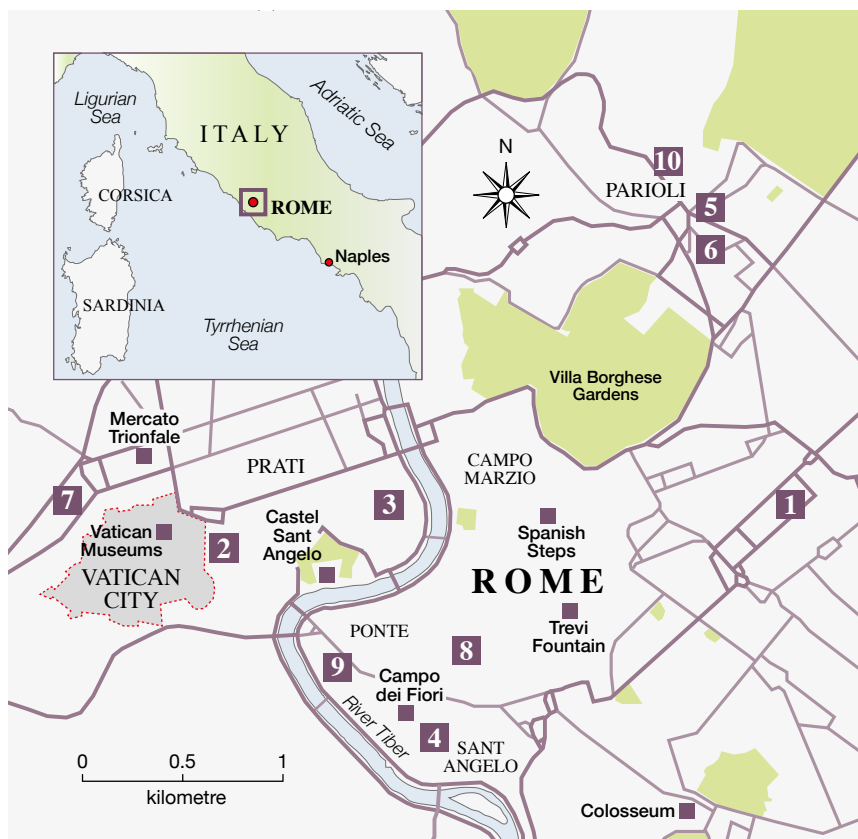 Ligurian
Sea
Adriatic Sea
ITALY
CORSICA
ROME
Naples
SARDINIA
Tyrrhenian
Sea
N
10
PARIOLI
5
6
Villa Borghese
Gardens
Mercato
Trionfale
PRATI
CAMPO
MARZIO
7
3
1
Vatican
Museums
2
Castel
Sant
Angelo
Spanish
Steps
VATICAN
CITY
ROME
Trevi
Fountain
PONTE
8
9
Campo
dei Fiori
River Tiber
4
SANT
ANGELO
0 0.5 1
kilometre
Colosseum